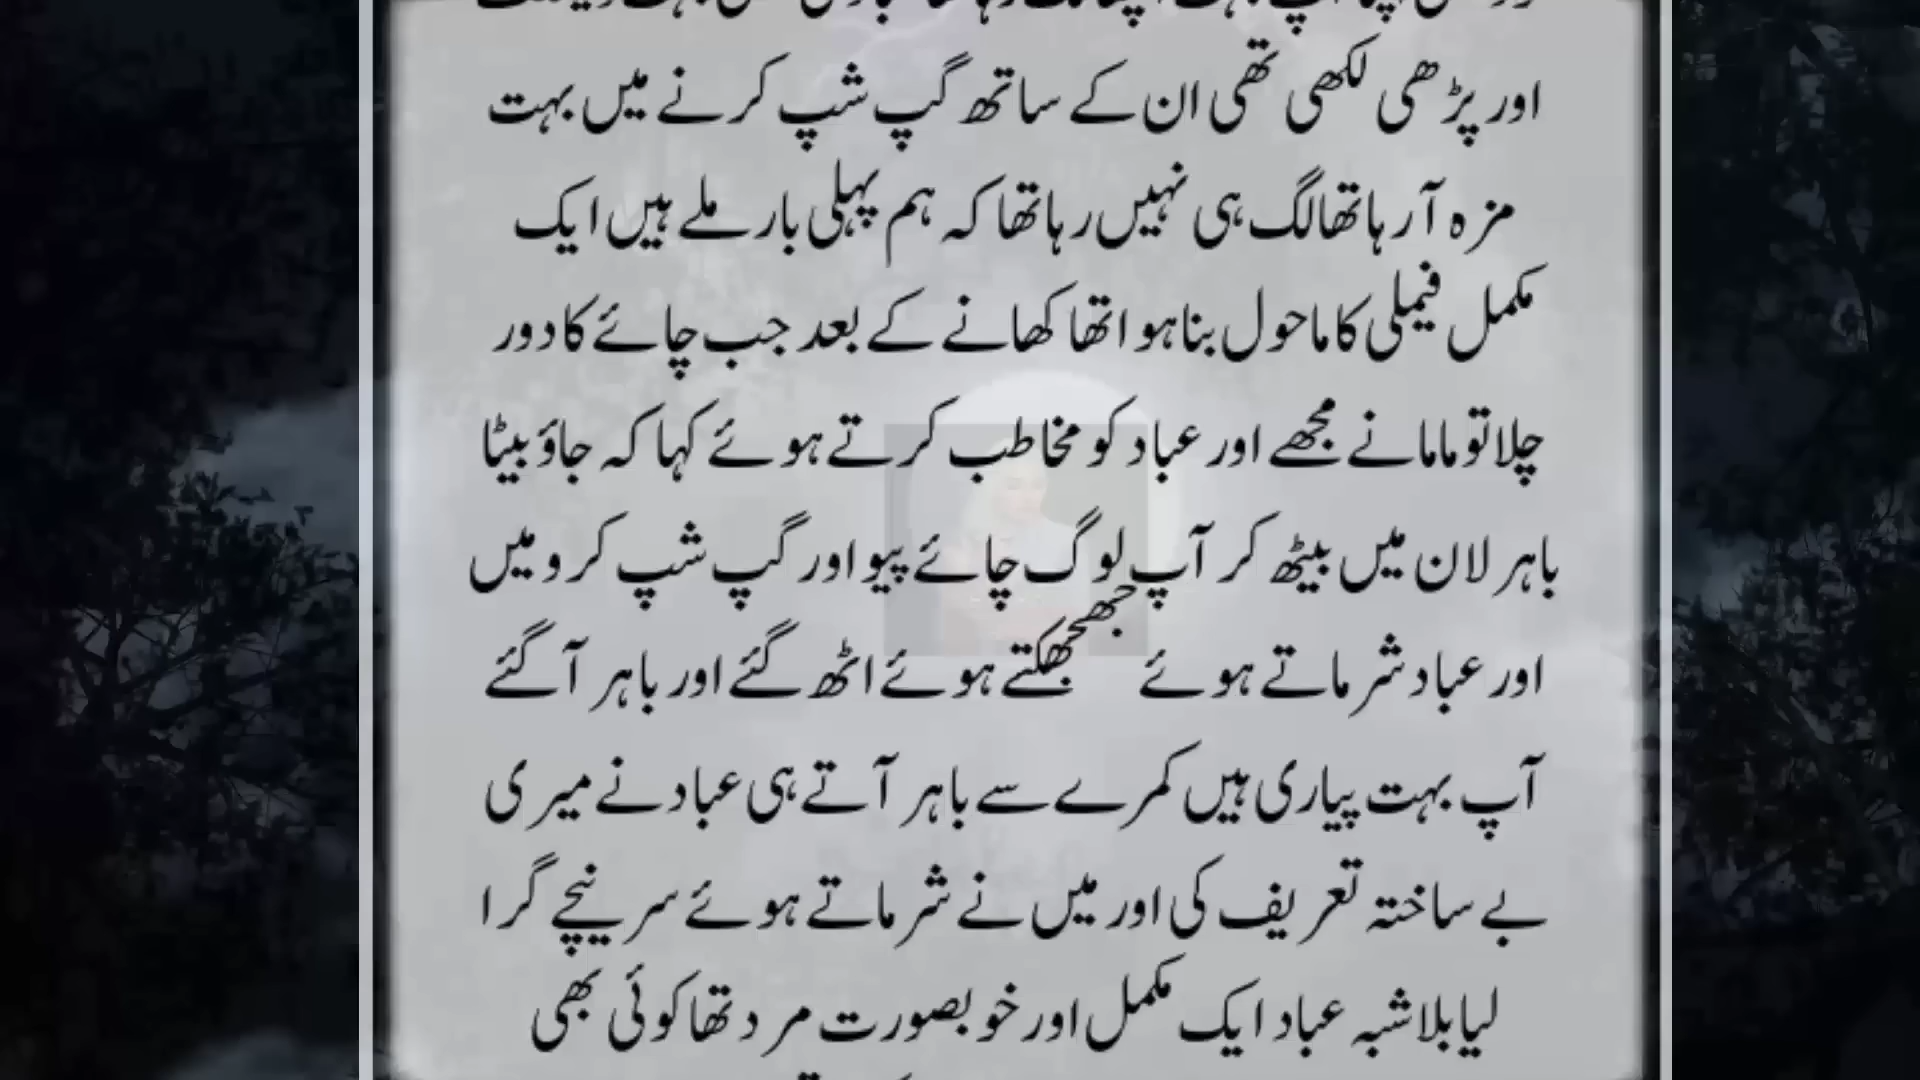 اور پڑھی لکھی تھی ان کے ساتھ گپ شپ کرنے میں بہت
مزہ آرہا تھا لگ ہی نہیں رہا تھا کہ ہم پہلی بار ملے ہیں ایک
مکمل فیملی کا ماحول بنا ہوا تھا کھانے کے بعد جب چائے کا دور
چلا تو ماما نے مجھے اور عباد کو مخاطب کرتے ہوئے کہا کہ جاؤ بیٹا
باہر لان میں بیٹھ کر آپ لوگ چائے پیو اور گپ شپ کرو میں
اور عباد شرماتے ہوئے جھجھکتے ہوئے اٹھ گئے اور باہر آگئے
آپ بہت پیاری ہیں کمرے سے باہر آتے ہی عباد نے میری
بے ساختہ تعریف کی اور میں نے شرماتے ہوئے سر نیچے گرا
لیا بلاشبہ عباد ایک مکمل اور خوبصورت مرد تھا کوئی بھی